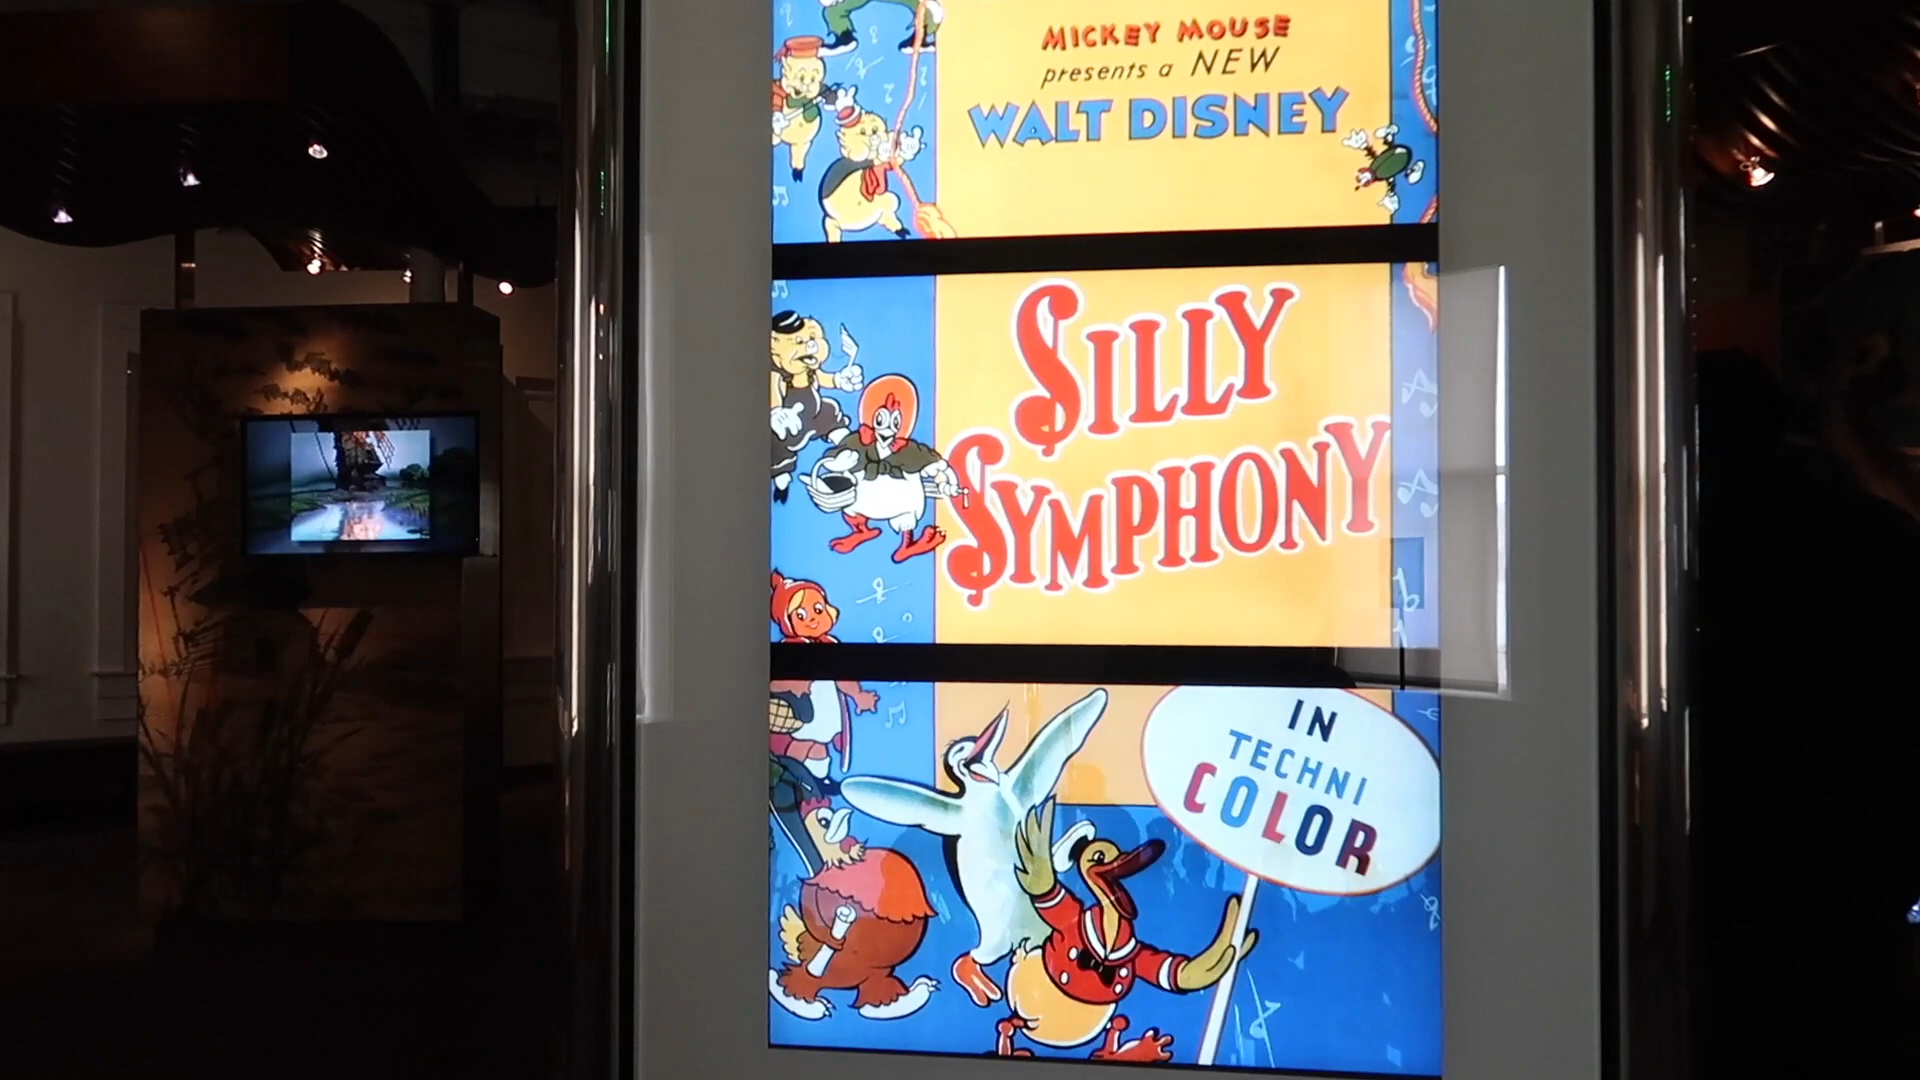 MICKEY MOUSE
presents a NEW
WALT DISNEY
SILLY
SYMPHONY
IN
TECHNI
COLOR